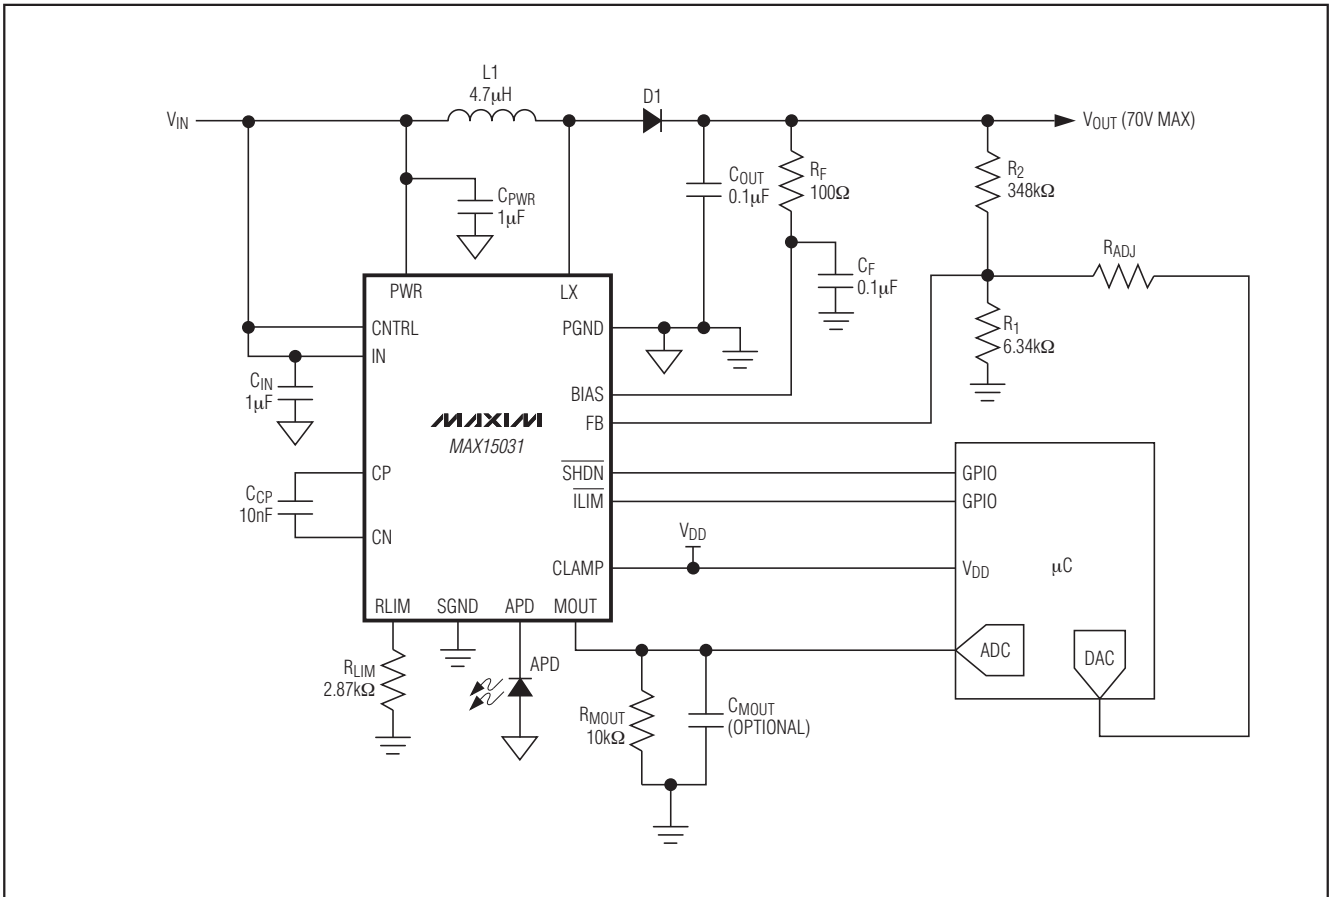 L1
4.7µH
D1
VIN
VOUT (70V MAX)
CPWR
1µF
COUT
0.1µF
RF
100Ω
R2
348kΩ
RADJ
CF
0.1µF
R1
6.34kΩ
PWR
LX
CNTRL
PGND
IN
CIN
1µF
BIAS
MAXIM
FB
MAX15031
CP
SHDN
GPIO
CCP
10nF
ILIM
GPIO
CN
VDD
CLAMP
VDD
µC
RLIM
SGND
APD
MOUT
ADC
DAC
RLIM
2.87kΩ
APD
RMOUT
10kΩ
CMOUT
(OPTIONAL)